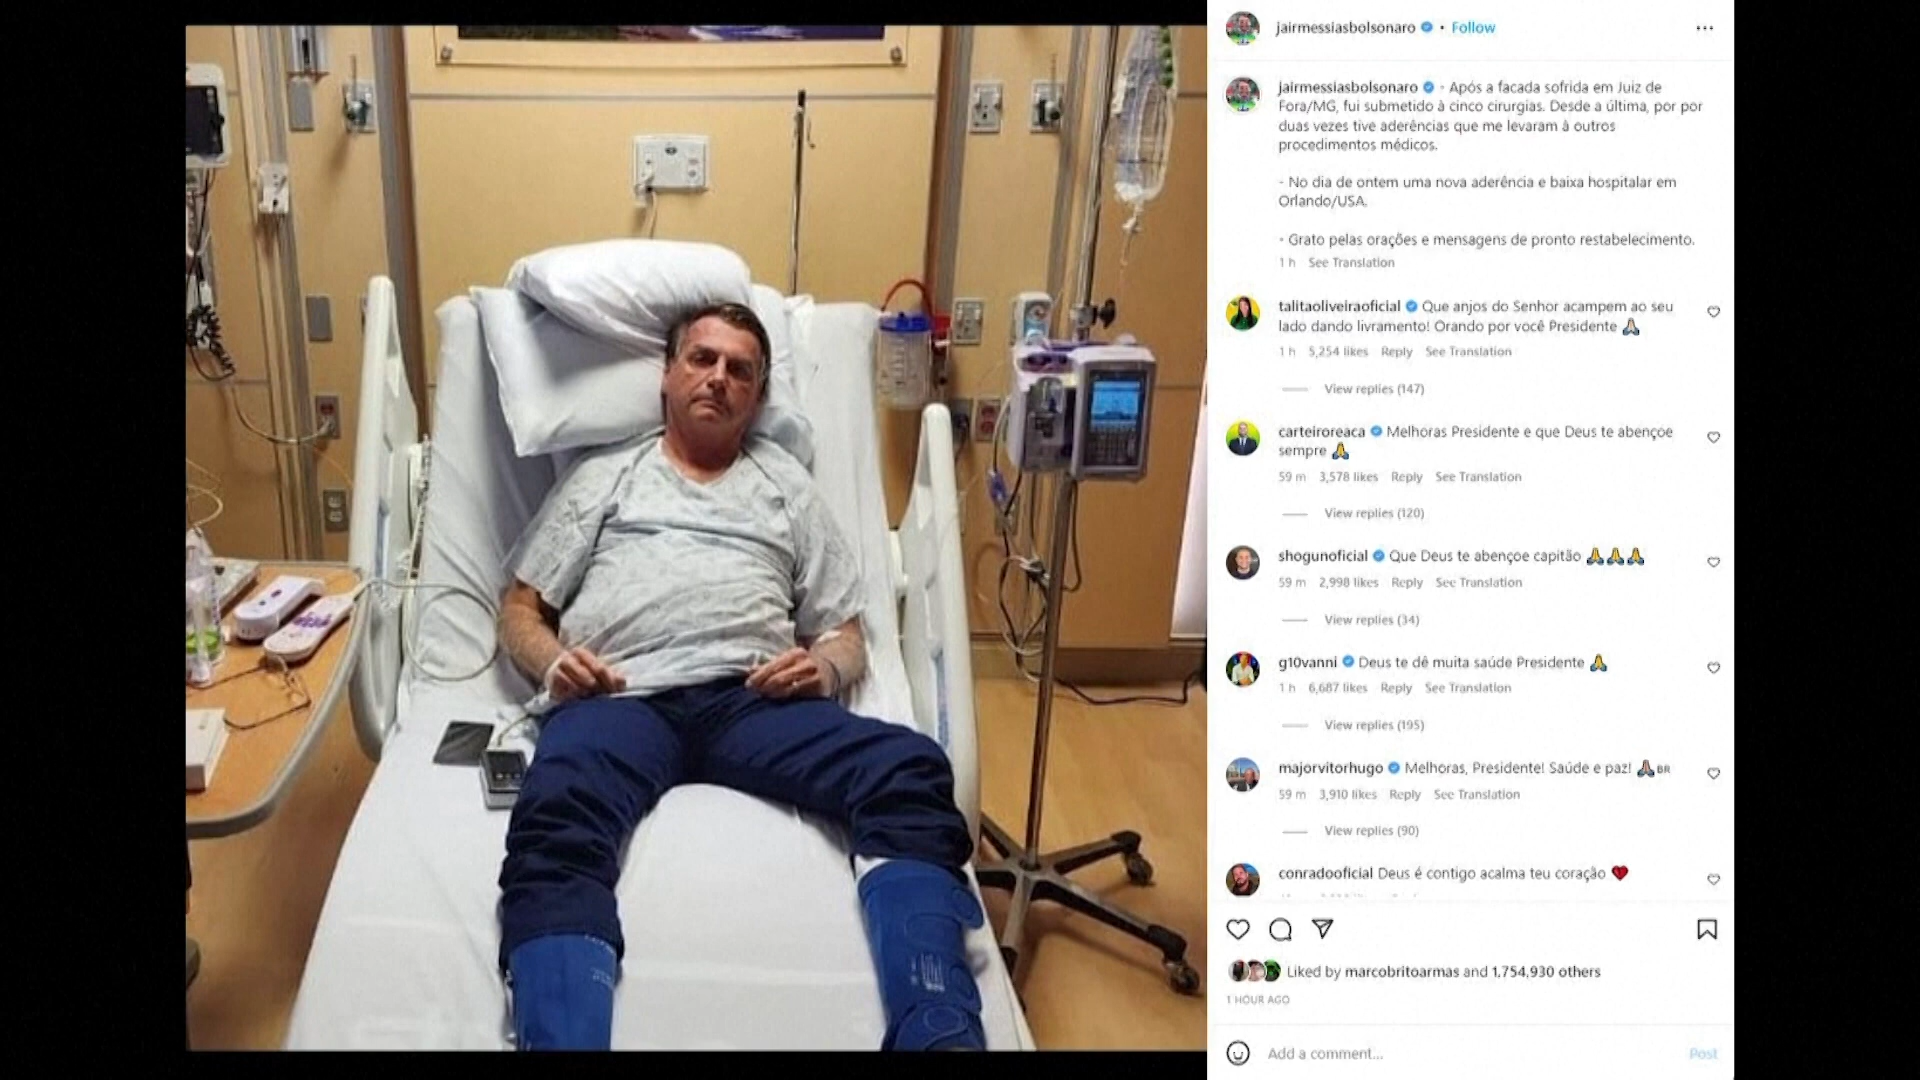 jairmessiasbolsonaro • Follow
jairmessiasbolsonaro - Após a facada sofrida em Juiz de
Fora/MG, fui submetido à cinco cirurgias. Desde a última, por por
duas vezes tive aderências que me levaram à outros
procedimentos médicos.
- No dia de ontem uma nova aderência e baixa hospitalar em
Orlando/USA.
- Grato pelas orações e mensagens de pronto restabelecimento.
1 h See Translation
talitaoliveiraoficial Que anjos do Senhor acampem ao seu
lado dando livramento! Orando por você Presidente 🙏
1 h 5,254 likes Reply See Translation
View replies (147)
carteiroreaca Melhoras Presidente e que Deus te abençoe
sempre 🙏
59 m 3,578 likes Reply See Translation
View replies (120)
shogunoficial Que Deus te abençoe capitão 🙏🙏🙏
59 m 2,998 likes Reply See Translation
View replies (34)
g10vanni Deus te dê muita saúde Presidente 🙏
1 h 6,687 likes Reply See Translation
View replies (195)
majorvitorhugo Melhoras, Presidente! Saúde e paz! 🙏BR
59 m 3,910 likes Reply See Translation
View replies (90)
conradooficial Deus é contigo acalma teu coração ❤️
Liked by marcobritoarmas and 1,754,930 others
1 HOUR AGO
Add a comment... Post